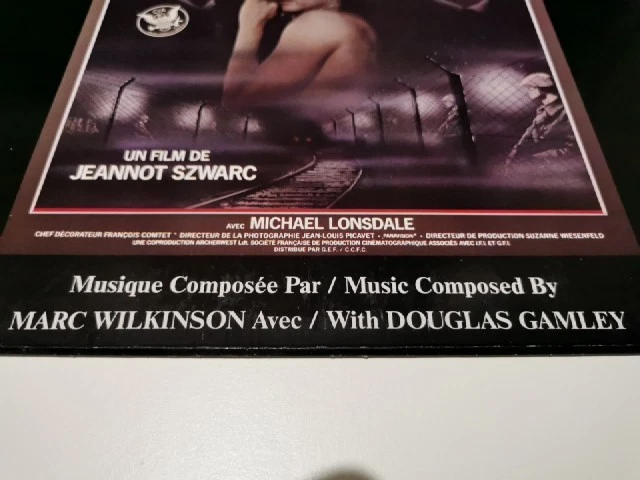 UN FILM DE
JEANNOT SZWARC
AVEC MICHAEL LONSDALE
CHEF DÉCORATEUR FRANÇOIS COMTET • DIRECTEUR DE LA PHOTOGRAPHIE JEAN-LOUIS PICAVET • "PANAVISION" • DIRECTEUR DE PRODUCTION SUZANNE WIESENFELD
UNE COPRODUCTION ARCHERWEST Ltd. SOCIÉTÉ FRANÇAISE DE PRODUCTION CINÉMATOGRAPHIQUE ASSOCIÉS AVEC I.F.I. ET G.F.I.
DISTRIBUÉ PAR G.E.F. / C.C.F.C.
Musique Composée Par / Music Composed By
MARC WILKINSON Avec / With DOUGLAS GAMLEY